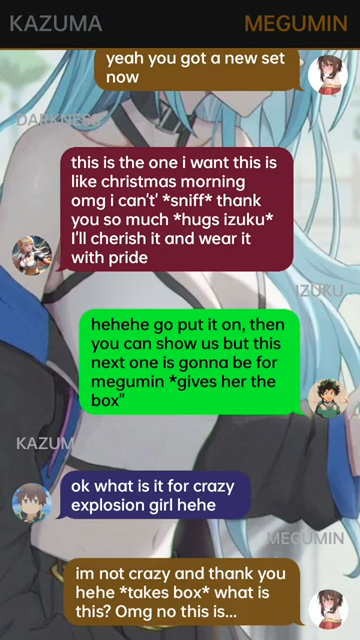 KAZUMA MEGUMIN
yeah you got a new set
now
DARKNESS
this is the one i want this is
like christmas morning
omg i can't' *sniff* thank
you so much *hugs izuku*
I'll cherish it and wear it
with pride
IZUKU
hehehe go put it on, then
you can show us but this
next one is gonna be for
megumin *gives her the
box"
KAZUMA
ok what is it for crazy
explosion girl hehe
MEGUMIN
im not crazy and thank you
hehe *takes box* what is
this? Omg no this is...